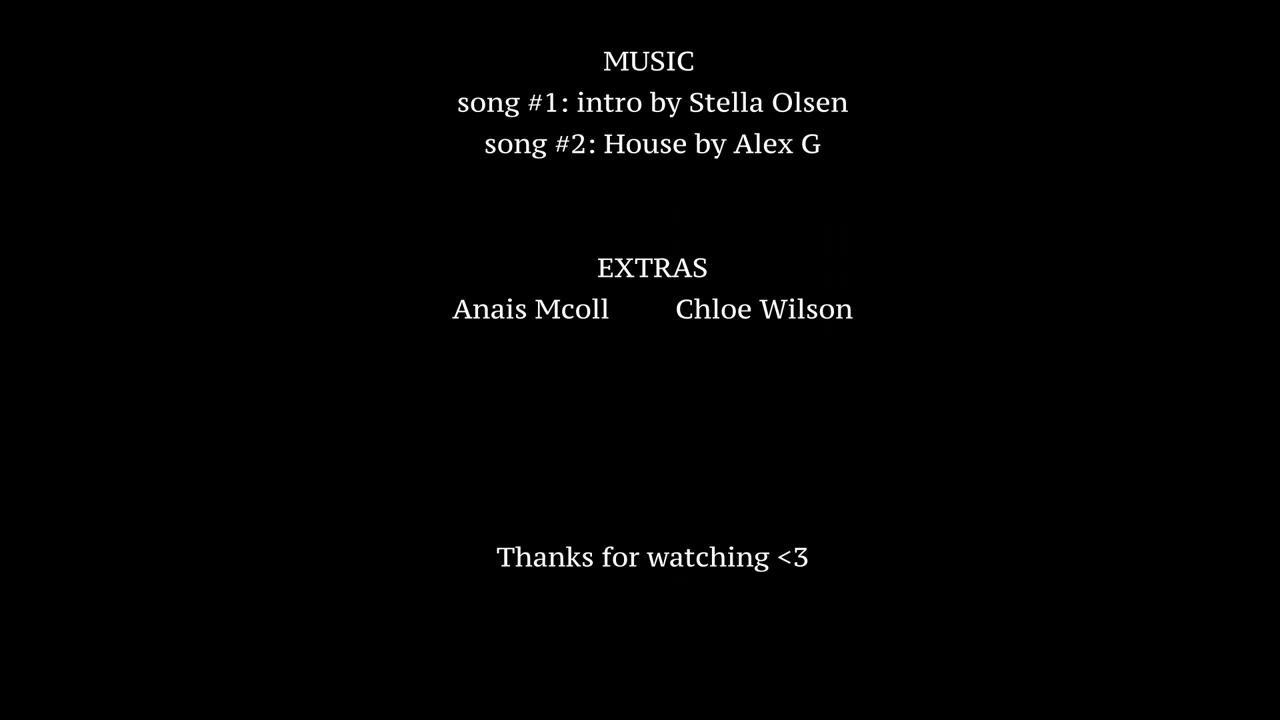 MUSIC
song #1: intro by Stella Olsen
song #2: House by Alex G
EXTRAS
Anais Mcoll Chloe Wilson
Thanks for watching <3